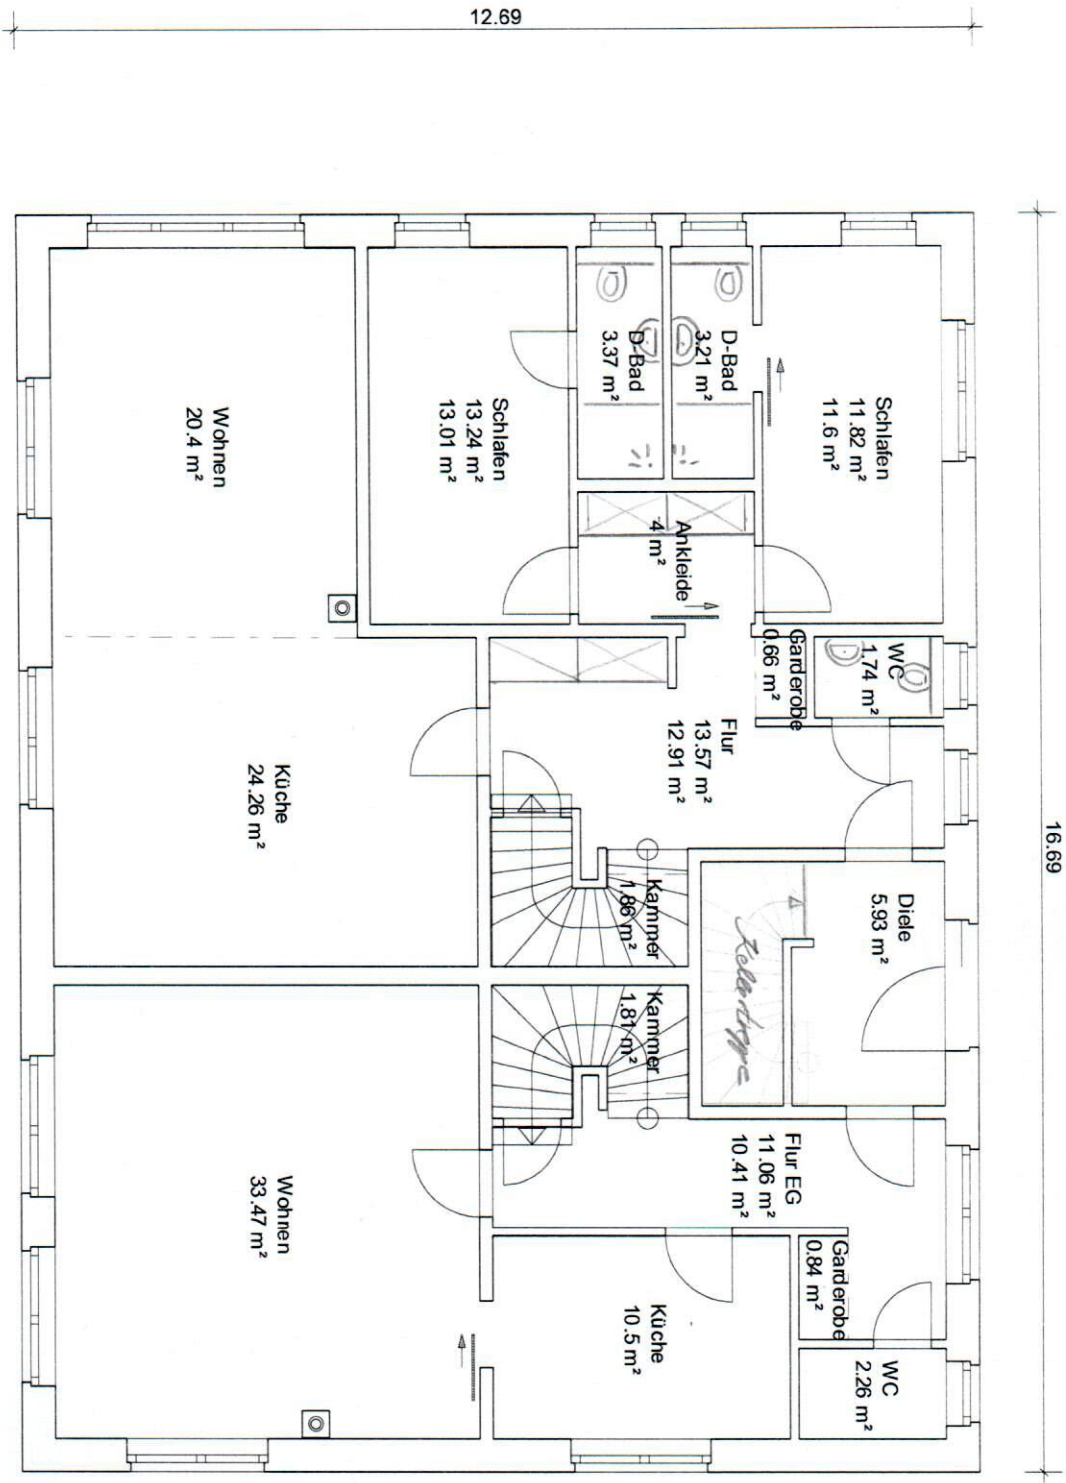 12.69
16.69
Wohnen
20.4 m²
Schlafen
13.24 m²
13.01 m²
D-Bad
3.37 m²
D-Bad
3.21 m²
Schlafen
11.82 m²
11.6 m²
Ankleide
4 m²
Garderobe
0.66 m²
WC
1.74 m²
Flur
13.57 m²
12.91 m²
Küche
24.26 m²
Kammer
1.86 m²
Diele
5.93 m²
Kellertreppe
Kammer
1.81 m²
Flur EG
11.06 m²
10.41 m²
Wohnen
33.47 m²
Küche
10.5 m²
Garderobe
0.84 m²
WC
2.26 m²